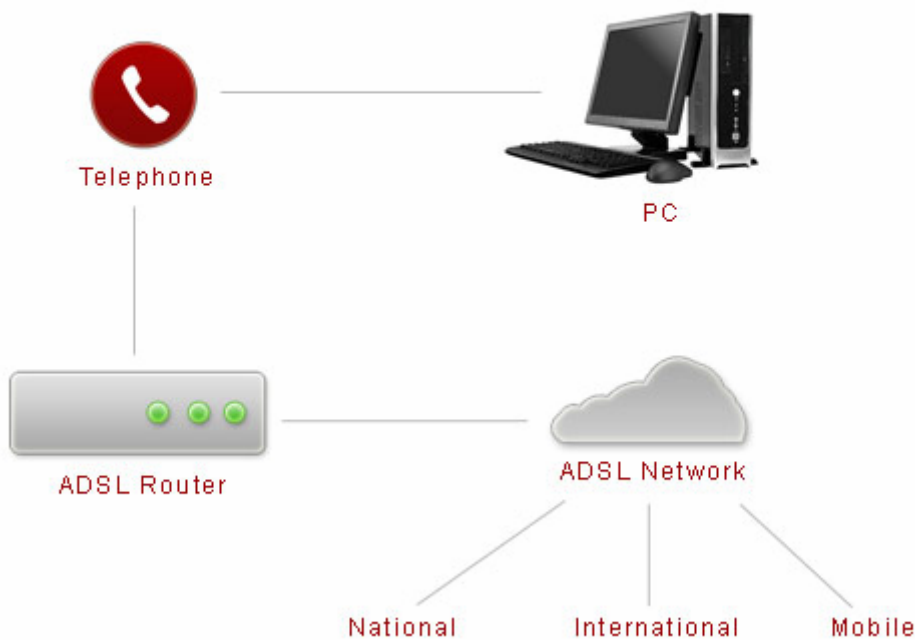 Telephone
PC
ADSL Router
ADSL Network
National
International
Mobile